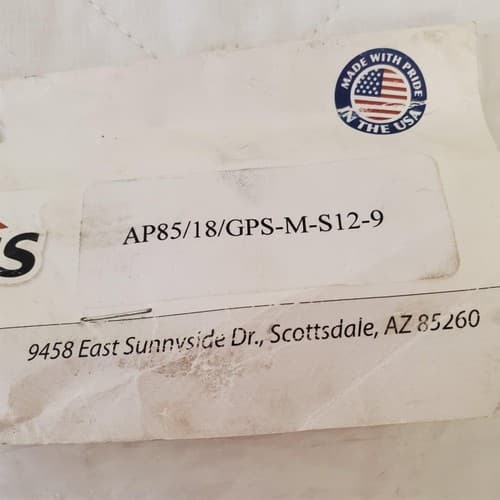 MADE WITH PRIDE
IN THE USA
AP85/18/GPS-M-S12-9
9458 East Sunnyside Dr., Scottsdale, AZ 85260